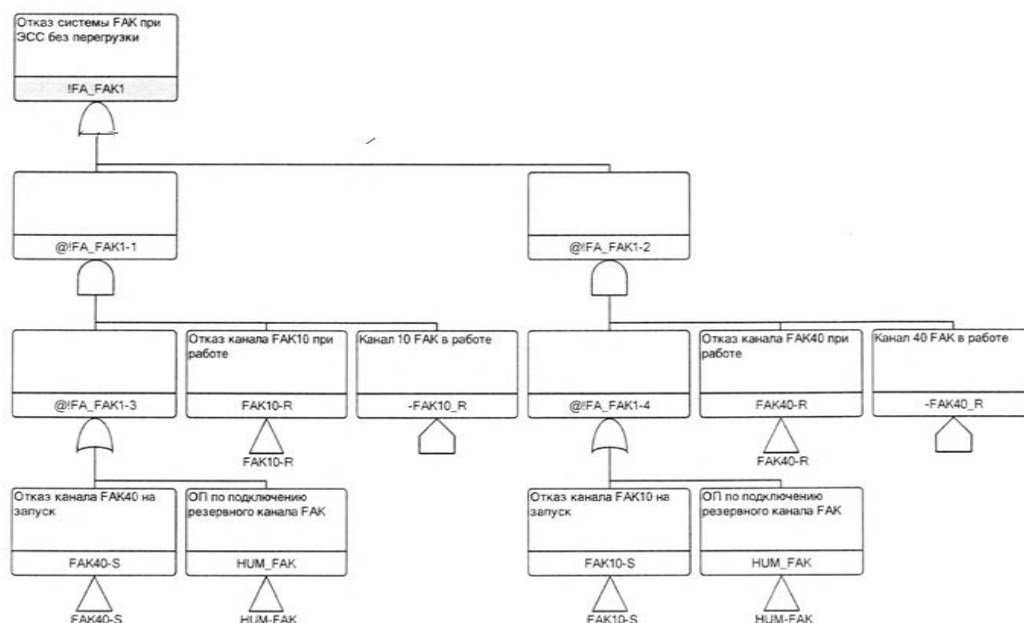 Отказ системы FAK при
ЭСС без перегрузки
!FA_FAK1
@!FA_FAK1-1
@!FA_FAK1-2
Отказ канала FAK10 при
работе
Канал 10 FAK в работе
Отказ канала FAK40 при
работе
Канал 40 FAK в работе
@!FA_FAK1-3
FAK10-R
-FAK10_R
@!FA_FAK1-4
FAK40-R
-FAK40_R
FAK10-R
FAK40-R
Отказ канала FAK40 на
запуск
ОП по подключению
резервного канала FAK
Отказ канала FAK10 на
запуск
ОП по подключению
резервного канала FAK
FAK40-S
HUM_FAK
FAK10-S
HUM_FAK
FAK40-S
HUM-FAK
FAK10-S
HUM-FAK